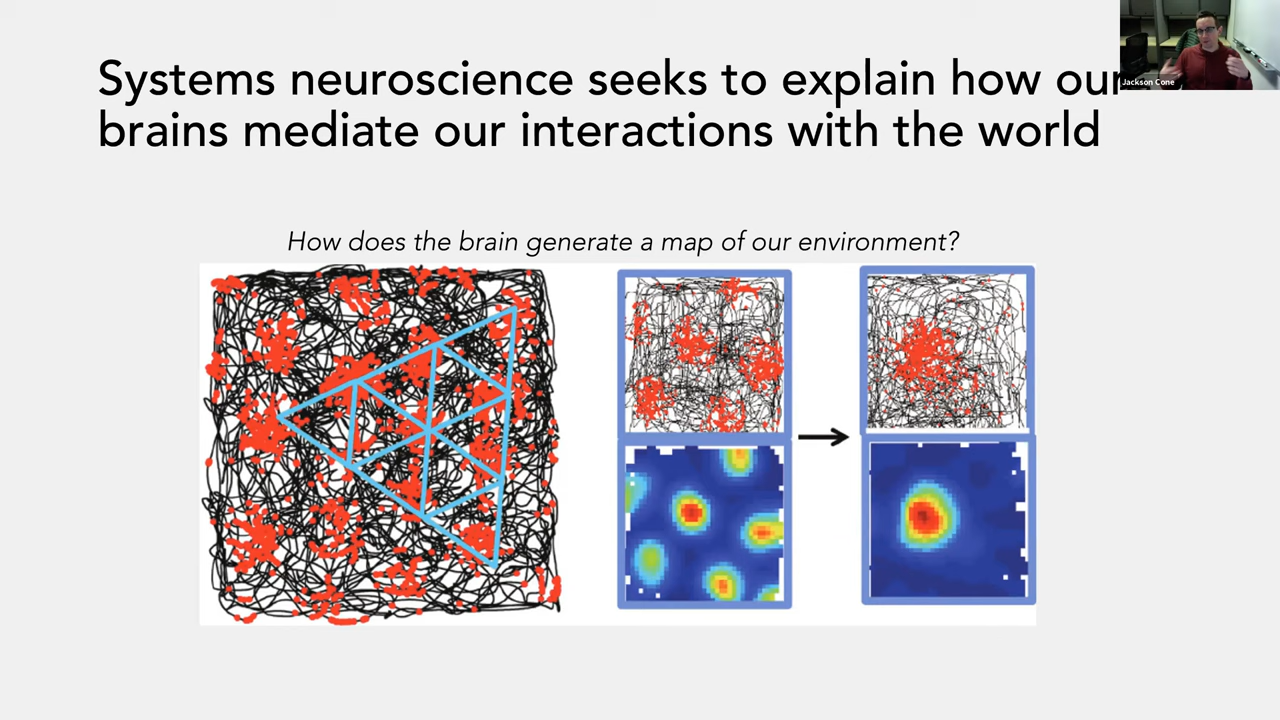 Systems neuroscience seeks to explain how our
brains mediate our interactions with the world
Jackson Cone
How does the brain generate a map of our environment?